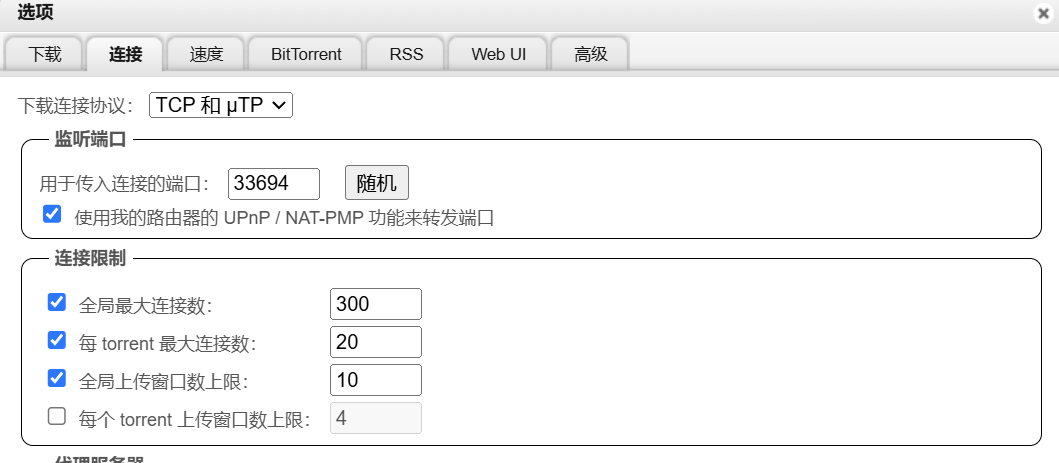 选项
下载 连接 速度 BitTorrent RSS Web UI 高级
下载连接协议: TCP 和 μTP
监听端口
用于传入连接的端口: 33694 随机
使用我的路由器的 UPnP / NAT-PMP 功能来转发端口
连接限制
全局最大连接数: 300
每 torrent 最大连接数: 20
全局上传窗口数上限: 10
每个 torrent 上传窗口数上限: 4
代理服务器